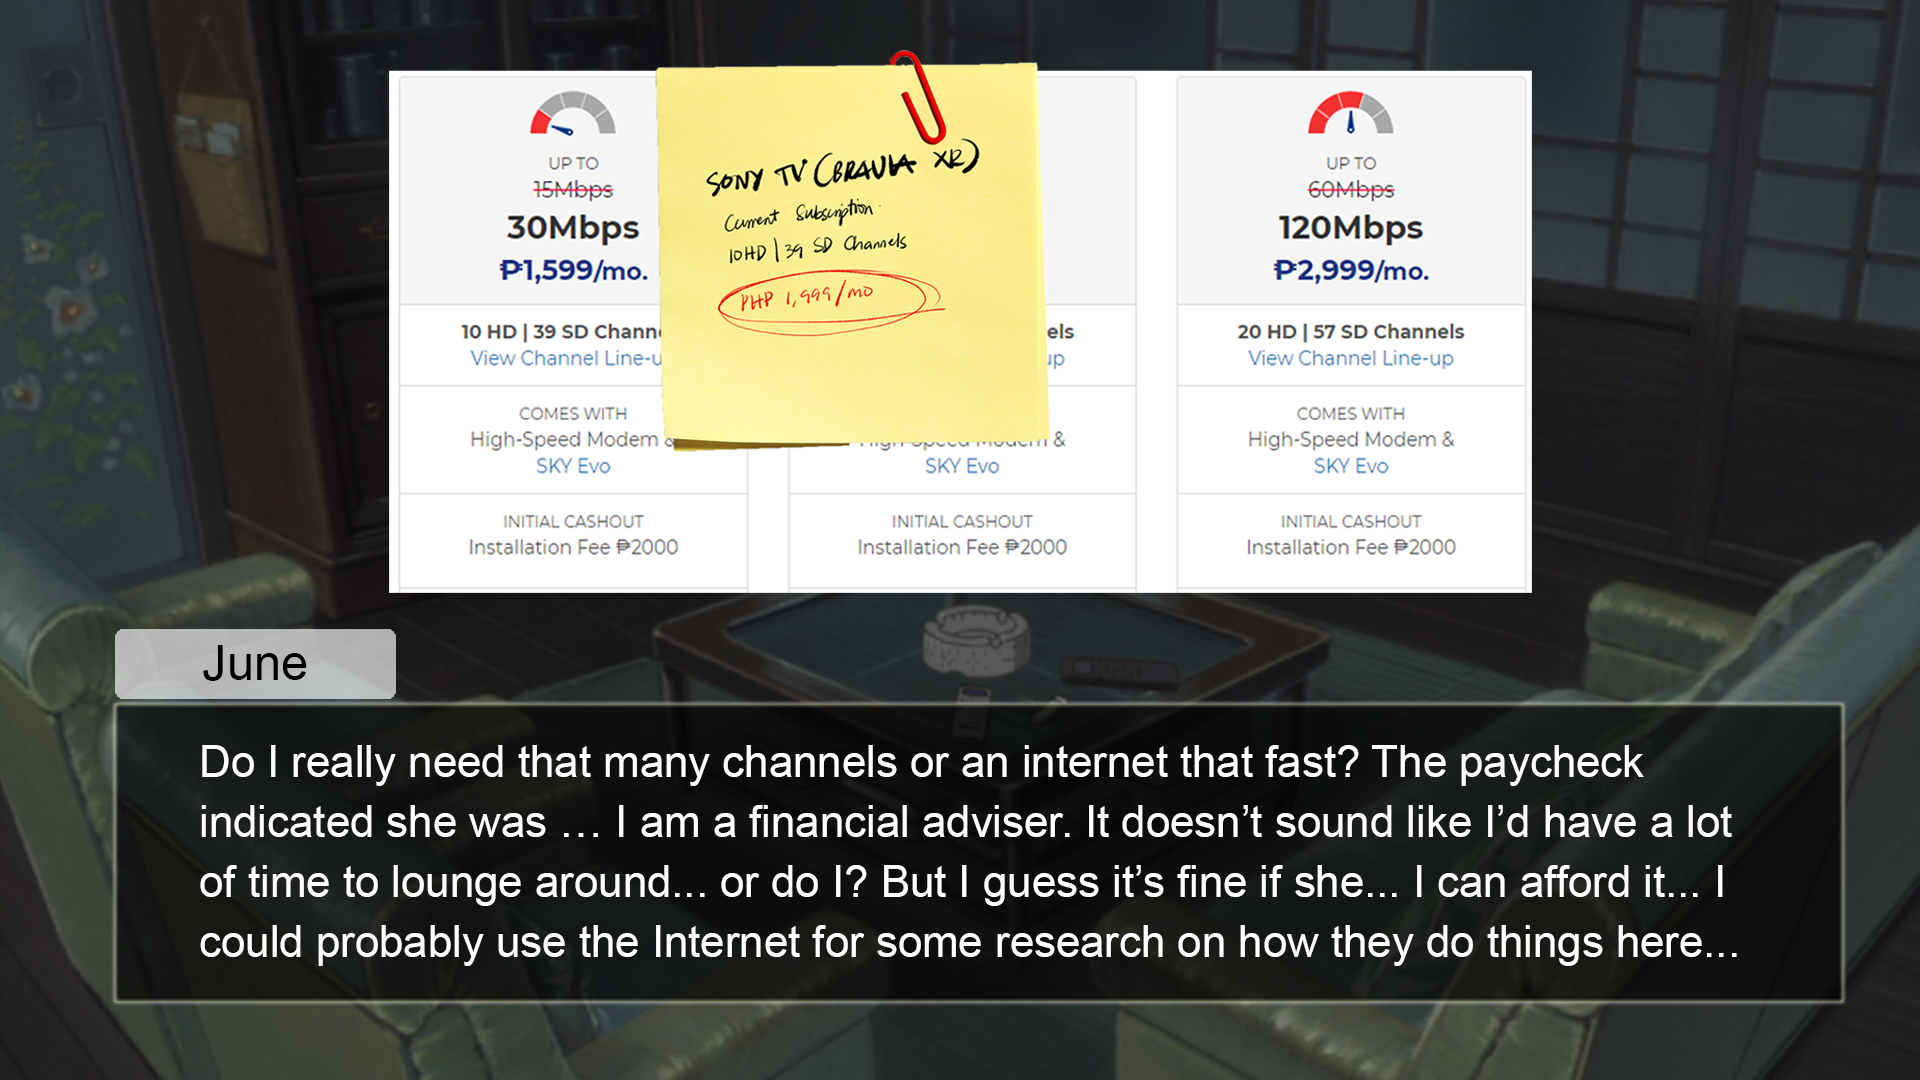 UP TO
15Mbps
30Mbps
₱1,599/mo.
10 HD | 39 SD Channe
View Channel Line-u
COMES WITH
High-Speed Modem &
SKY Evo
INITIAL CASHOUT
Installation Fee ₱2000
SONY TV (BRAVIA XR)
Current Subscription
10HD | 39 SD Channels
PHP 1,999/mo
els
up
High-Speed Modem &
SKY Evo
INITIAL CASHOUT
Installation Fee ₱2000
UP TO
60Mbps
120Mbps
₱2,999/mo.
20 HD | 57 SD Channels
View Channel Line-up
COMES WITH
High-Speed Modem &
SKY Evo
INITIAL CASHOUT
Installation Fee ₱2000
June
Do I really need that many channels or an internet that fast? The paycheck
indicated she was … I am a financial adviser. It doesn’t sound like I’d have a lot
of time to lounge around... or do I? But I guess it’s fine if she... I can afford it... I
could probably use the Internet for some research on how they do things here...